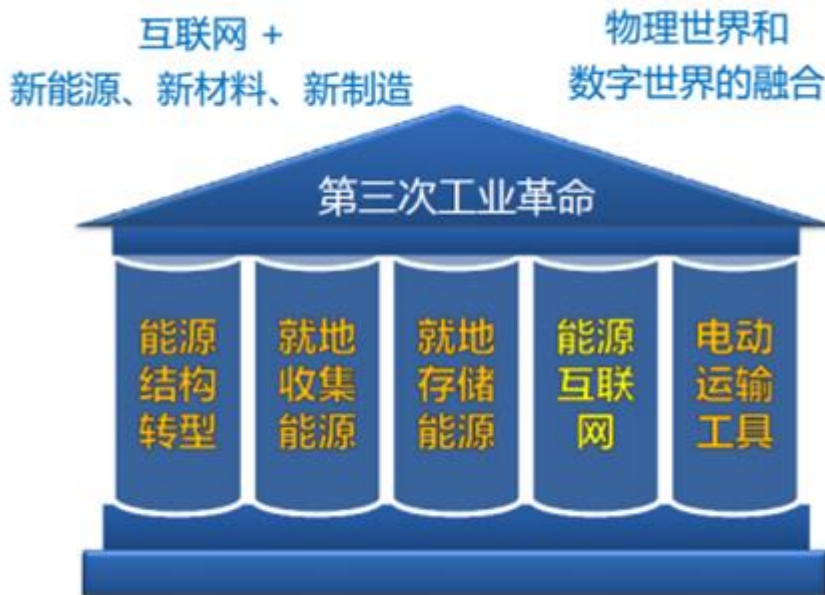 互联网 +
新能源、新材料、新制造
物理世界和
数字世界的融合
第三次工业革命
能源
结构
转型
就地
收集
能源
就地
存储
能源
能源
互联
网
电动
运输
工具